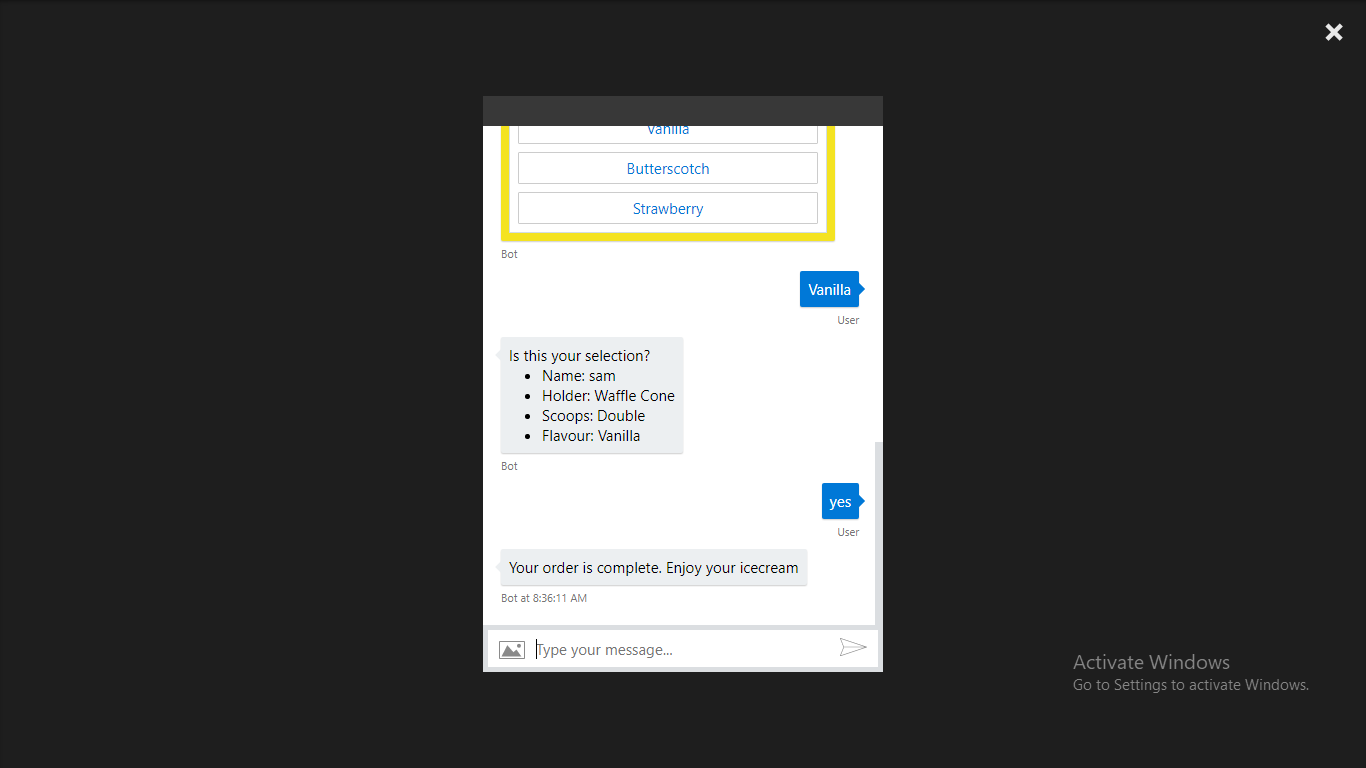 Vanilla
Butterscotch
Strawberry
Bot
Vanilla
User
Is this your selection?
• Name: sam
• Holder: Waffle Cone
• Scoops: Double
• Flavour: Vanilla
Bot
yes
User
Your order is complete. Enjoy your icecream
Bot at 8:36:11 AM
Type your message...
Activate Windows
Go to Settings to activate Windows.